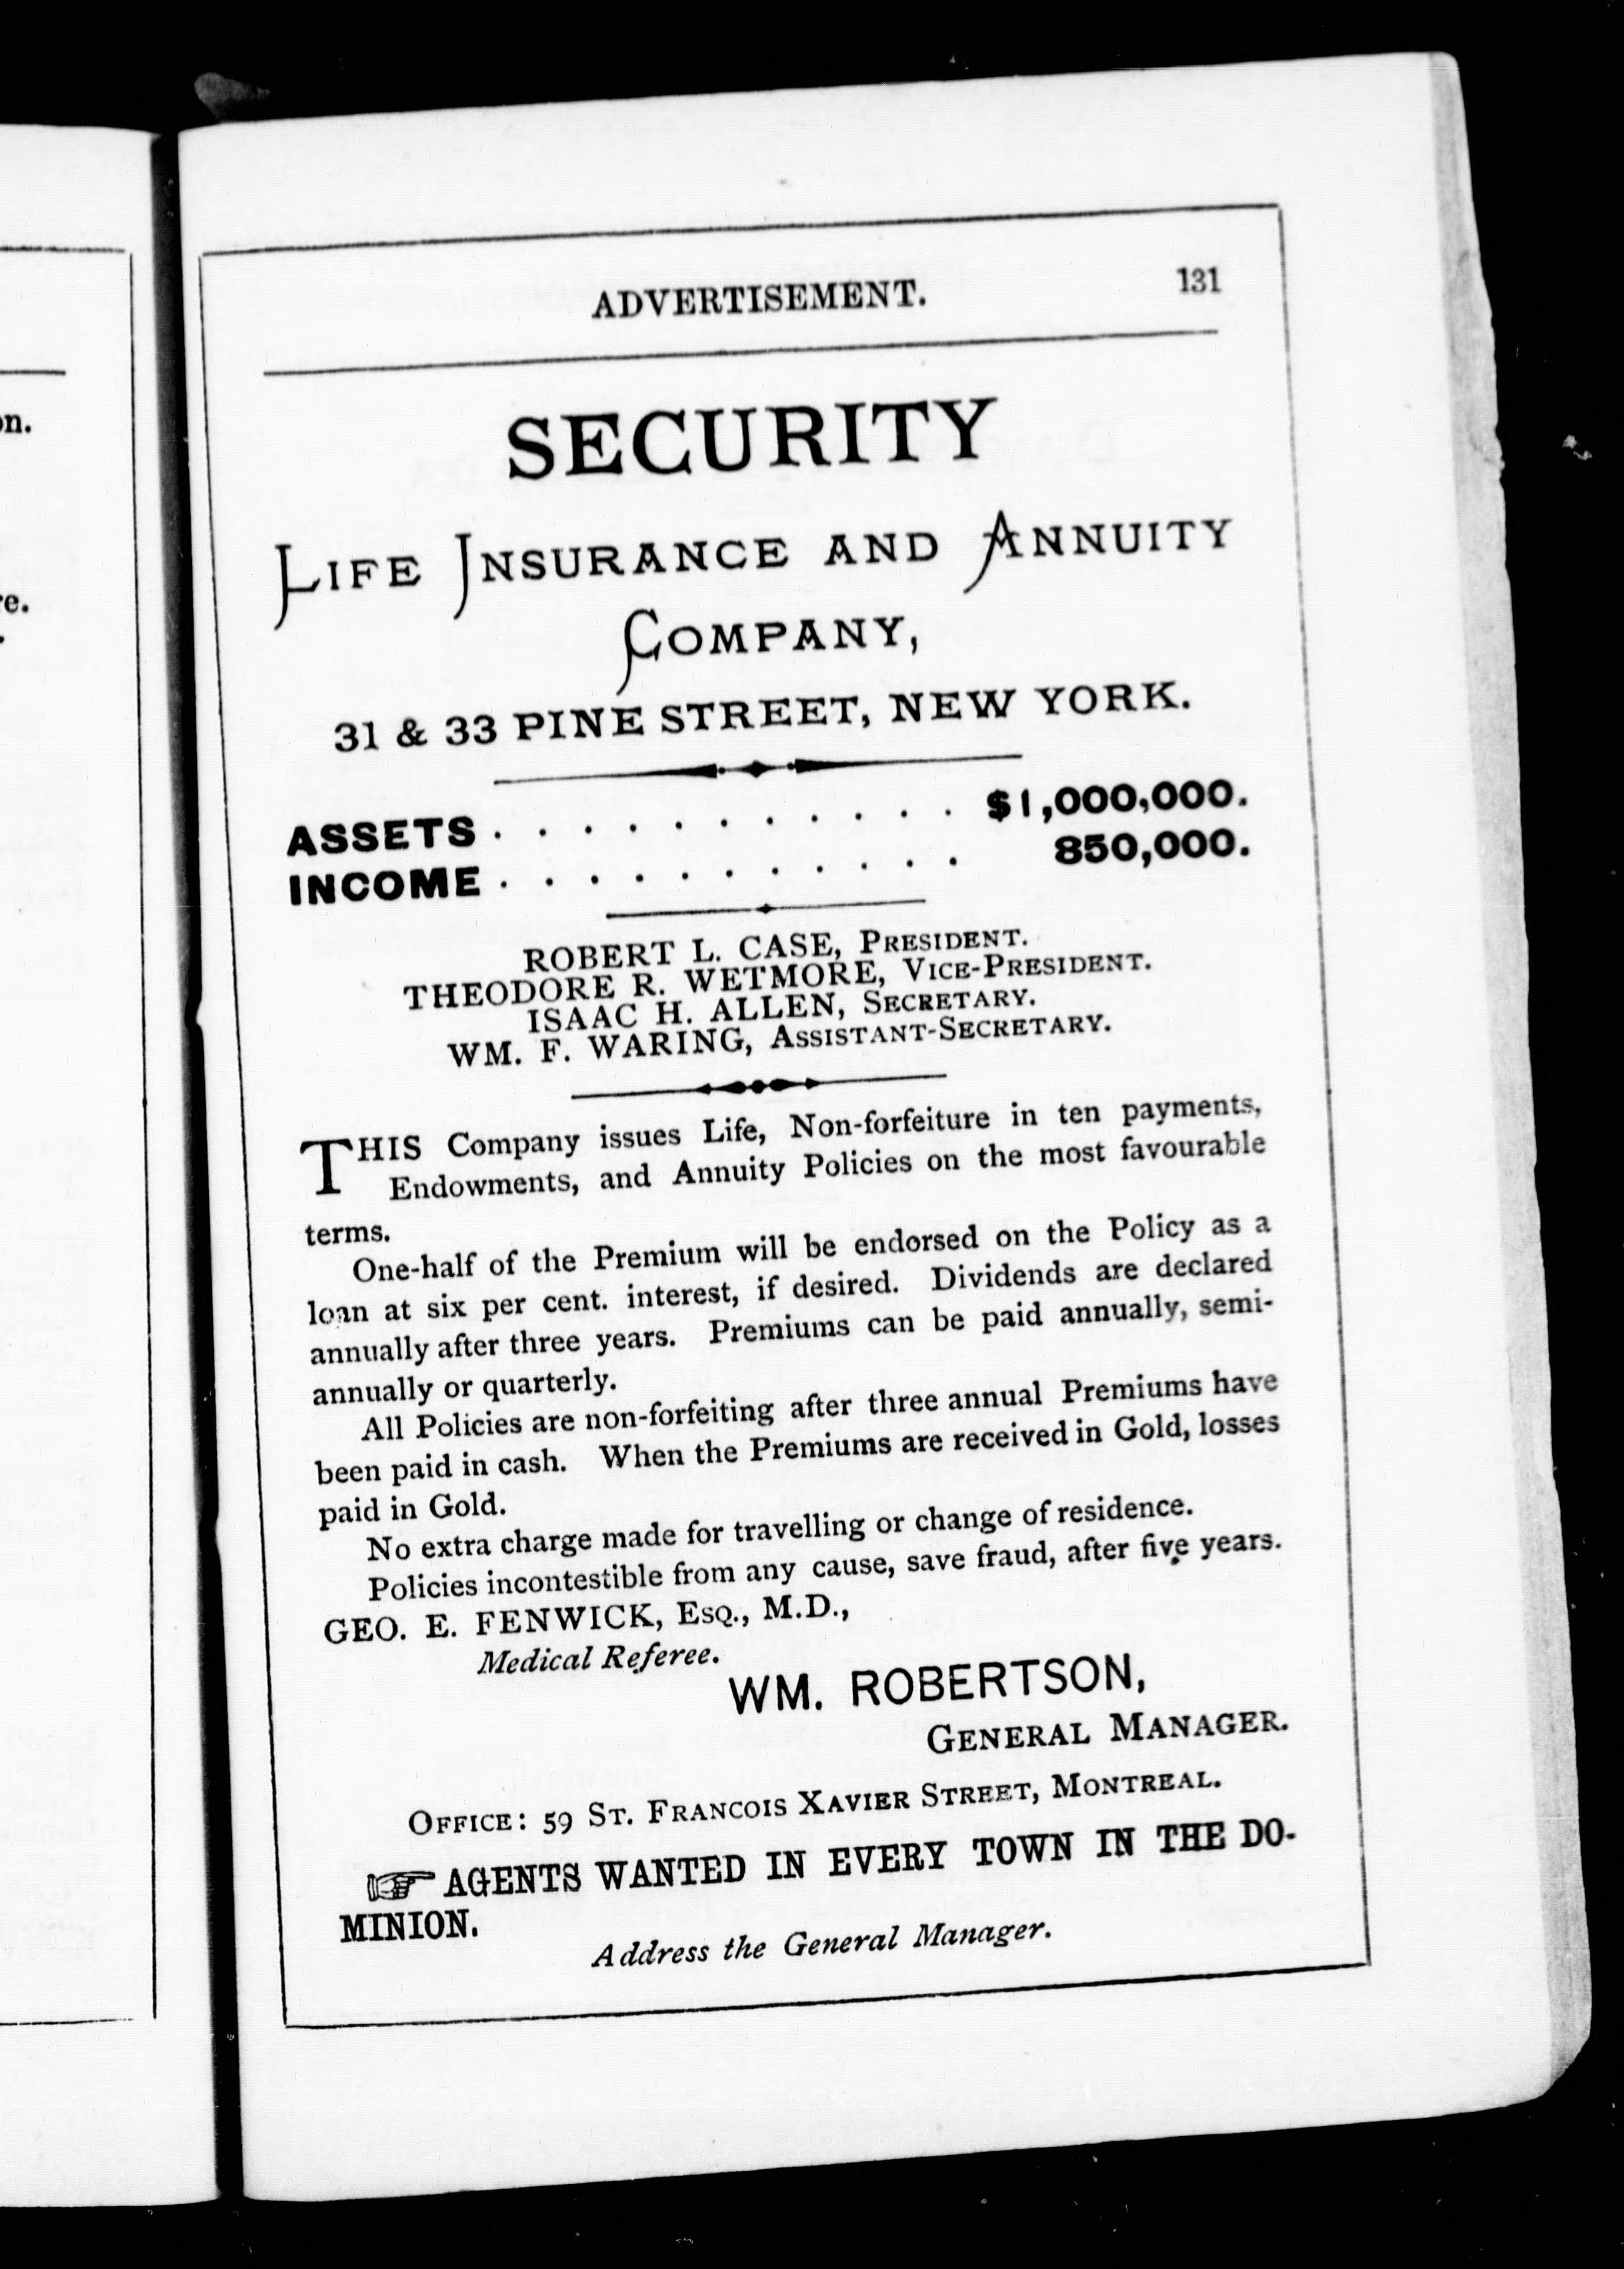 on.
e.
ADVERTISEMENT. 131
SECURITY
LIFE INSURANCE AND ANNUITY
COMPANY,
31 & 33 PINE STREET, NEW YORK.
ASSETS . . . . . . . . . . . $1,000,000.
INCOME . . . . . . . . . . . 850,000.
ROBERT L. CASE, PRESIDENT.
THEODORE R. WETMORE, VICE-PRESIDENT.
ISAAC H. ALLEN, SECRETARY.
WM. F. WARING, ASSISTANT-SECRETARY.
THIS Company issues Life, Non-forfeiture in ten payments,
Endowments, and Annuity Policies on the most favourable
terms.
One-half of the Premium will be endorsed on the Policy as a
loan at six per cent. interest, if desired. Dividends are declared
annually after three years. Premiums can be paid annually, semi-
annually or quarterly.
All Policies are non-forfeiting after three annual Premiums have
been paid in cash. When the Premiums are received in Gold, losses
paid in Gold.
No extra charge made for travelling or change of residence.
Policies incontestible from any cause, save fraud, after five years.
GEO. E. FENWICK, ESQ., M.D.,
Medical Referee.
WM. ROBERTSON,
GENERAL MANAGER.
OFFICE: 59 ST. FRANCOIS XAVIER STREET, MONTREAL.
☞ AGENTS WANTED IN EVERY TOWN IN THE DO-
MINION.
Address the General Manager.